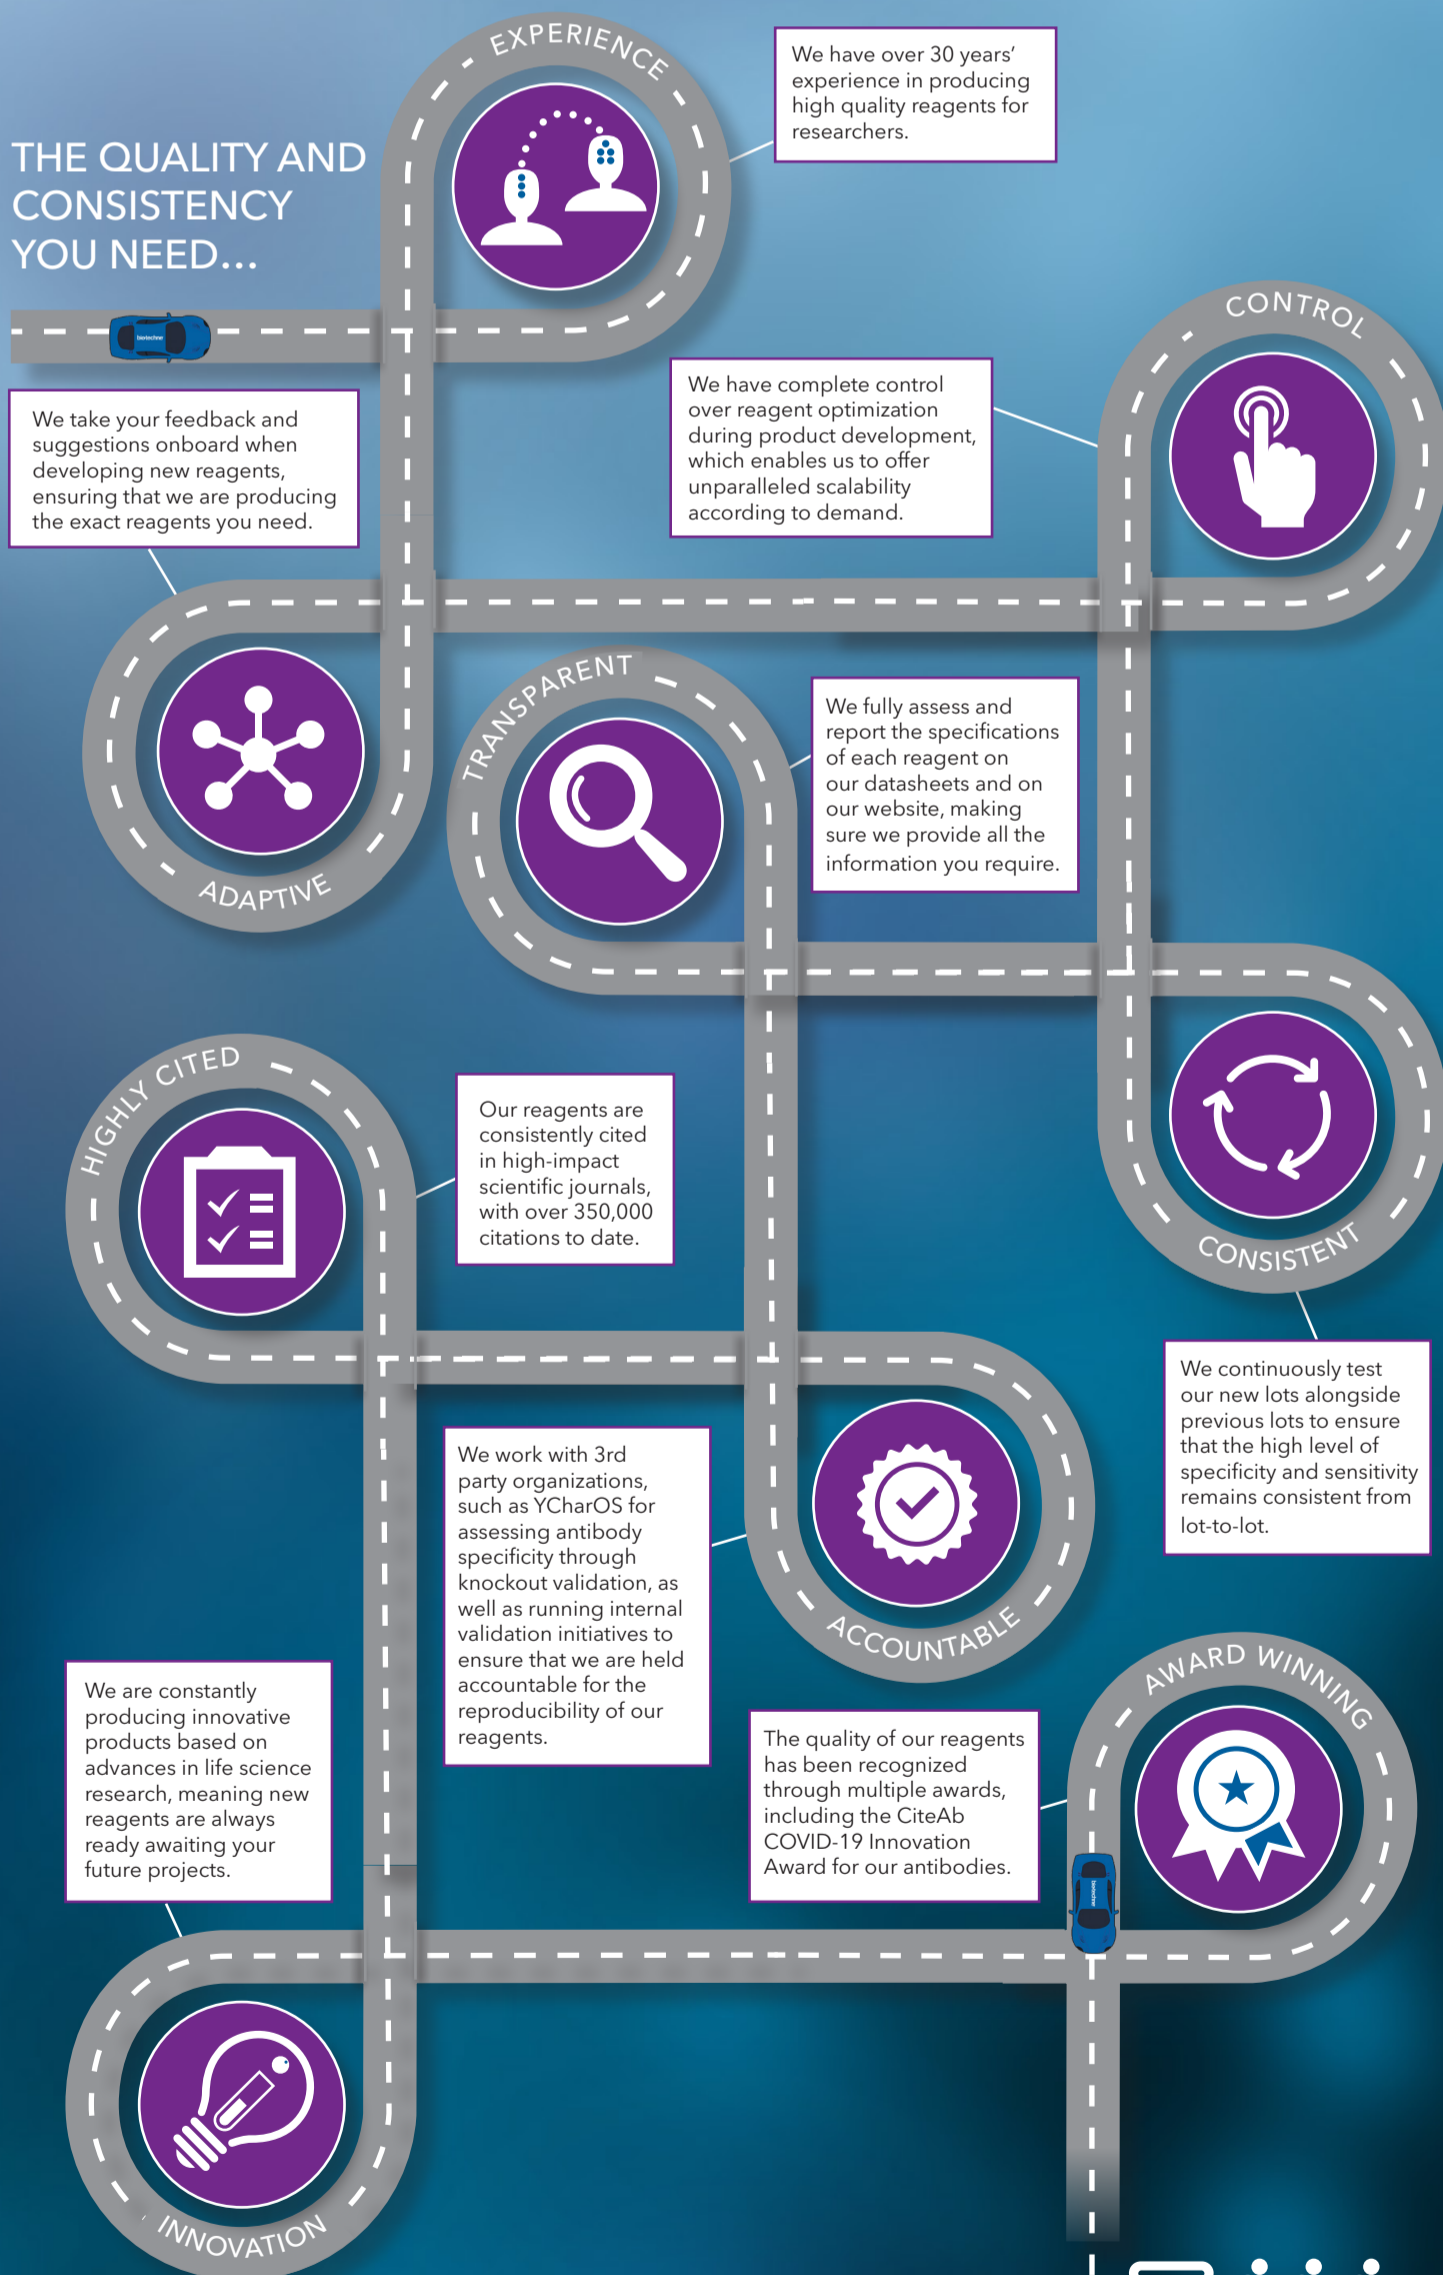 EXPERIENCE
We have over 30 years’
experience in producing
high quality reagents for
researchers.
THE QUALITY AND
CONSISTENCY
YOU NEED...
biotechne
CONTROL
We have complete control
over reagent optimization
during product development,
which enables us to offer
unparalleled scalability
according to demand.
We take your feedback and
suggestions onboard when
developing new reagents,
ensuring that we are producing
the exact reagents you need.
ADAPTIVE
TRANSPARENT
We fully assess and
report the specifications
of each reagent on
our datasheets and on
our website, making
sure we provide all the
information you require.
HIGHLY CITED
Our reagents are
consistently cited
in high-impact
scientific journals,
with over 350,000
citations to date.
CONSISTENT
We continuously test
our new lots alongside
previous lots to ensure
that the high level of
specificity and sensitivity
remains consistent from
lot-to-lot.
We work with 3rd
party organizations,
such as YCharOS for
assessing antibody
specificity through
knockout validation, as
well as running internal
validation initiatives to
ensure that we are held
accountable for the
reproducibility of our
reagents.
ACCOUNTABLE
AWARD WINNING
The quality of our reagents
has been recognized
through multiple awards,
including the CiteAb
COVID-19 Innovation
Award for our antibodies.
biotechne
We are constantly
producing innovative
products based on
advances in life science
research, meaning new
reagents are always
ready awaiting your
future projects.
INNOVATION